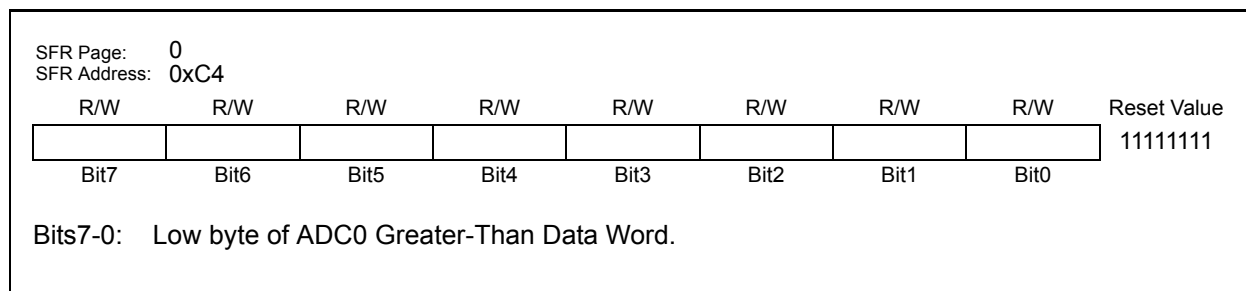 SFR Page: 0
SFR Address: 0xC4
R/W R/W R/W R/W R/W R/W R/W R/W Reset Value
11111111
Bit7 Bit6 Bit5 Bit4 Bit3 Bit2 Bit1 Bit0
Bits7-0: Low byte of ADC0 Greater-Than Data Word.